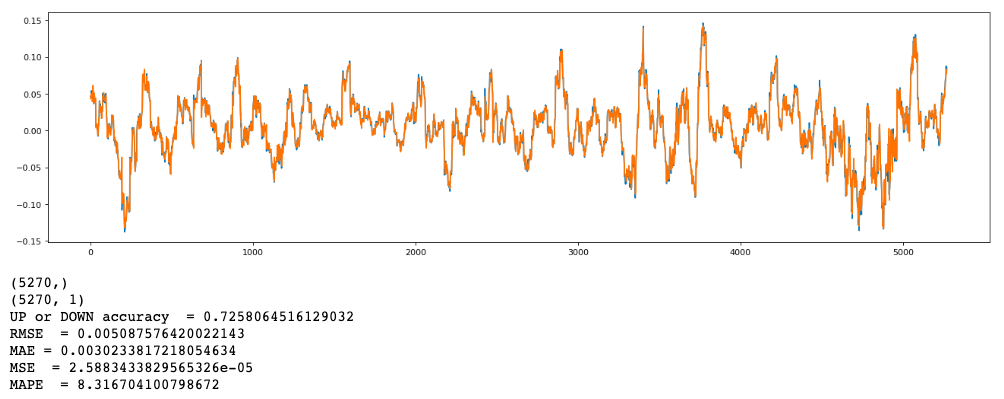 0.15
0.10
0.05
0.00
−0.05
−0.10
−0.15
0 1000 2000 3000 4000 5000
(5270,)
(5270, 1)
UP or DOWN accuracy  = 0.7258064516129032
RMSE  = 0.005087576420022143
MAE = 0.0030233817218054634
MSE  = 2.5883433829565326e-05
MAPE  = 8.316704100798672